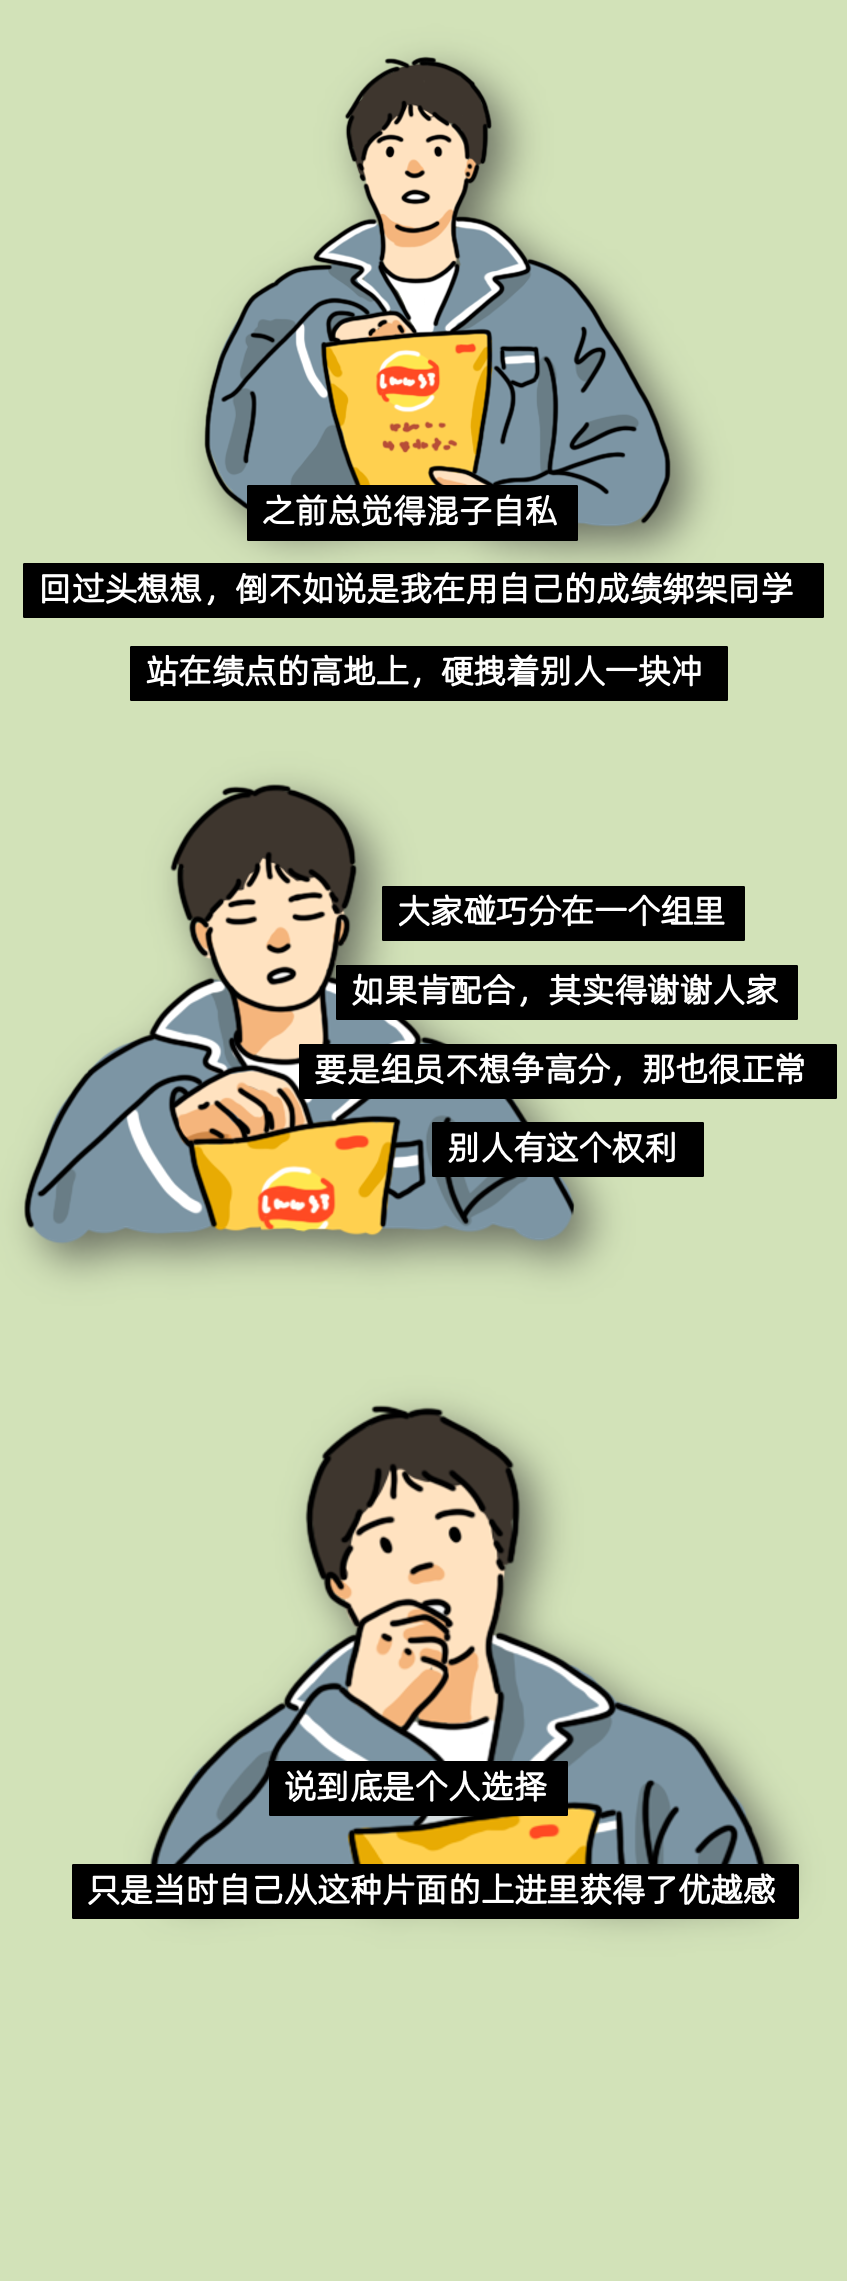 之前总觉得混子自私
回过头想想，倒不如说是我在用自己的成绩绑架同学
站在绩点的高地上，硬拽着别人一块冲
大家碰巧分在一个组里
如果肯配合，其实得谢谢人家
要是组员不想争高分，那也很正常
别人有这个权利
说到底是个人选择
只是当时自己从这种片面的上进里获得了优越感